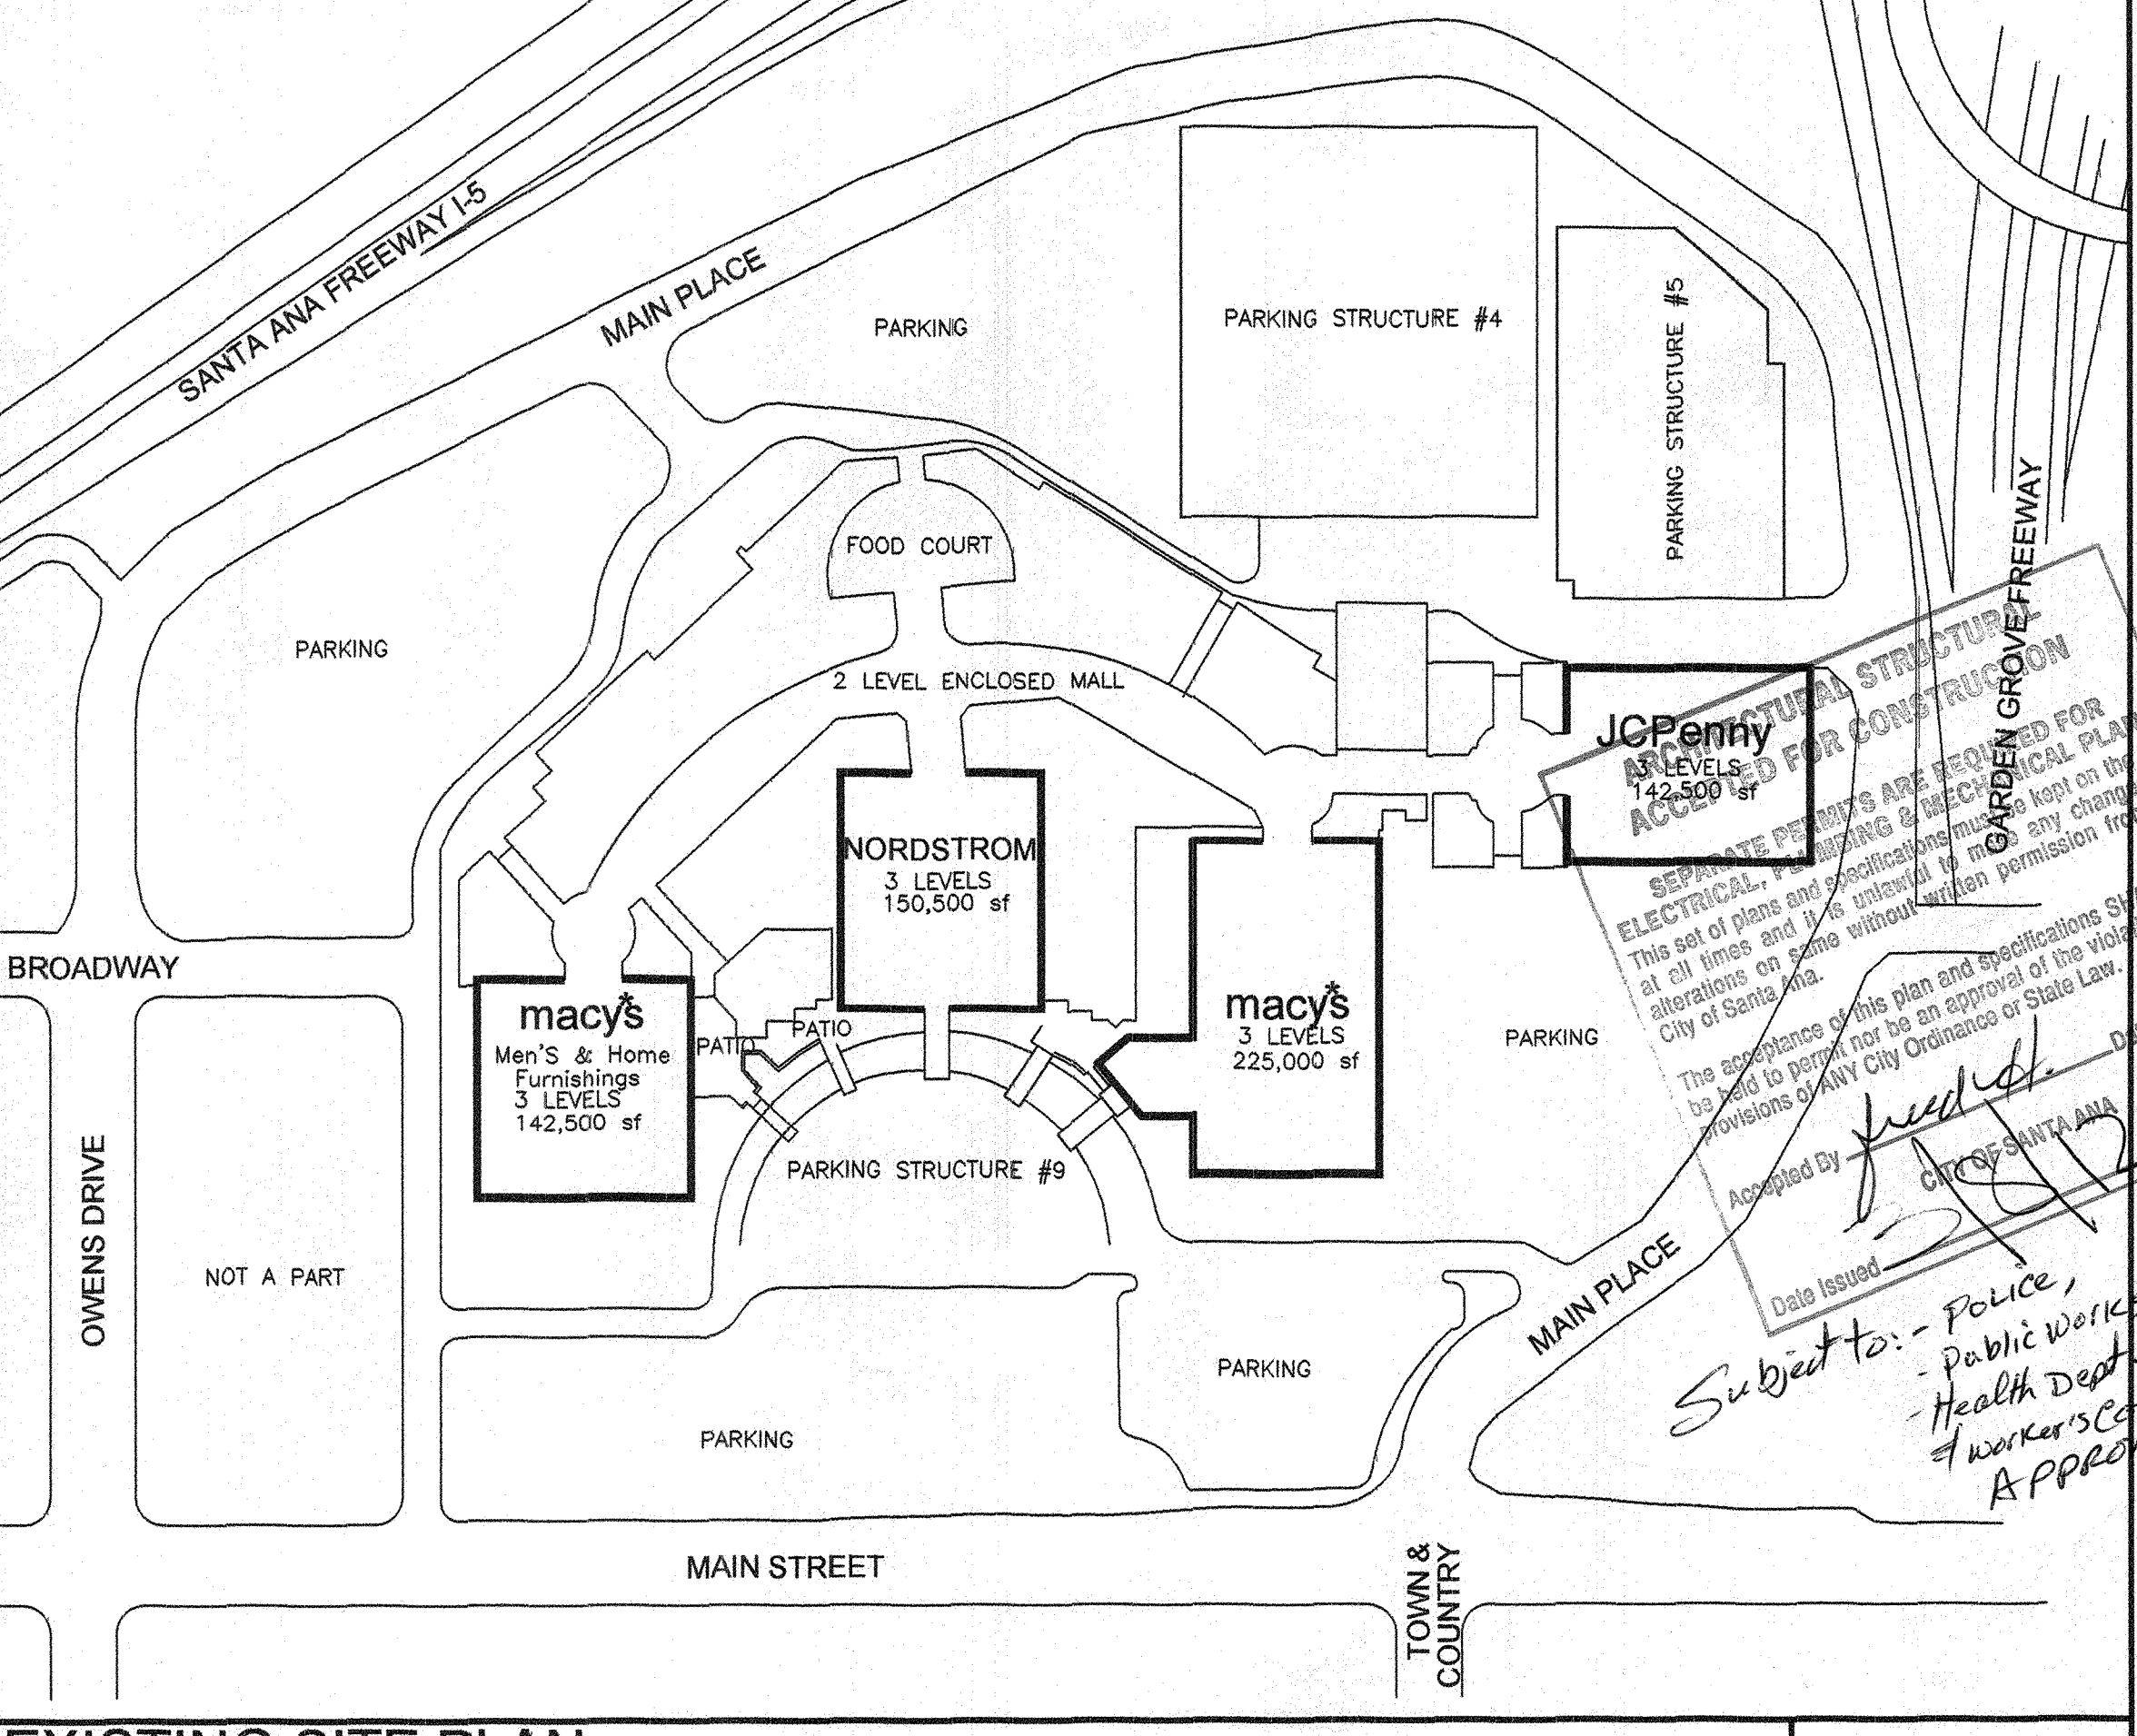 SANTA ANA FREEWAY I-5
MAIN PLACE
PARKING
PARKING STRUCTURE #4
PARKING STRUCTURE #5
GARDEN GROVE FREEWAY
FOOD COURT
PARKING
2 LEVEL ENCLOSED MALL
JCPenny
3 LEVELS
142,500 sf
NORDSTROM
3 LEVELS
150,500 sf
BROADWAY
macy*s
Men'S & Home
Furnishings
3 LEVELS
142,500 sf
PATIO
PATIO
macy*s
3 LEVELS
225,000 sf
PARKING
PARKING STRUCTURE #9
OWENS DRIVE
NOT A PART
MAIN PLACE
PARKING
PARKING
MAIN STREET
TOWN &
COUNTRY
ARCHITECTURAL STRUCTURAL
ACCEPTED FOR CONSTRUCTION
SEPARATE PERMITS ARE REQUIRED FOR
ELECTRICAL, PLUMBING & MECHANICAL
This set of plans and specifications must be kept on the
at all times and it is unlawful to make any
alterations on same without written permission
City of Santa Ana.
The acceptance of this plan and specifications
be held to permit nor be an approval of the
provisions of ANY City Ordinance or State Law.
Accepted By
CITY OF SANTA ANA
Date Issued
Subject to: - Police,
- Public Work
- Health Dept
& Worker's
EXISTING SITE PLAN